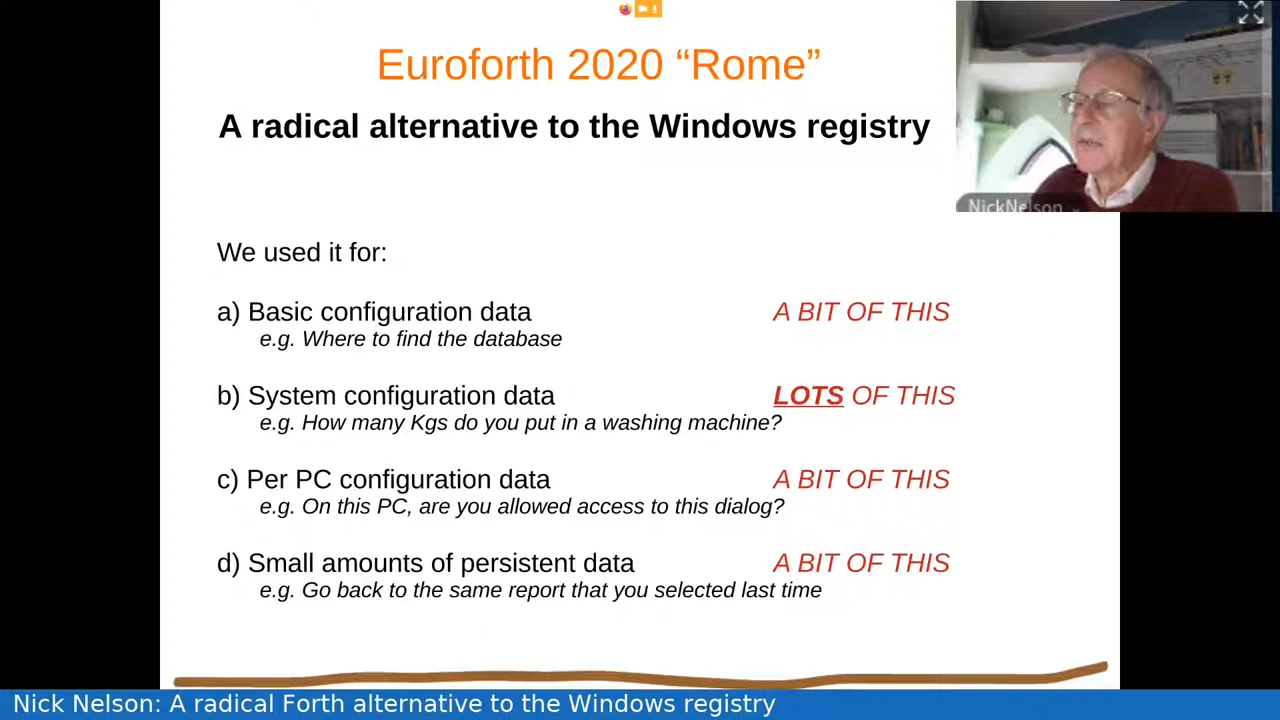 Euroforth 2020 “Rome”
A radical alternative to the Windows registry
NickNelson
We used it for:
a) Basic configuration data A BIT OF THIS
e.g. Where to find the database
b) System configuration data LOTS OF THIS
e.g. How many Kgs do you put in a washing machine?
c) Per PC configuration data A BIT OF THIS
e.g. On this PC, are you allowed access to this dialog?
d) Small amounts of persistent data A BIT OF THIS
e.g. Go back to the same report that you selected last time
Nick Nelson: A radical Forth alternative to the Windows registry